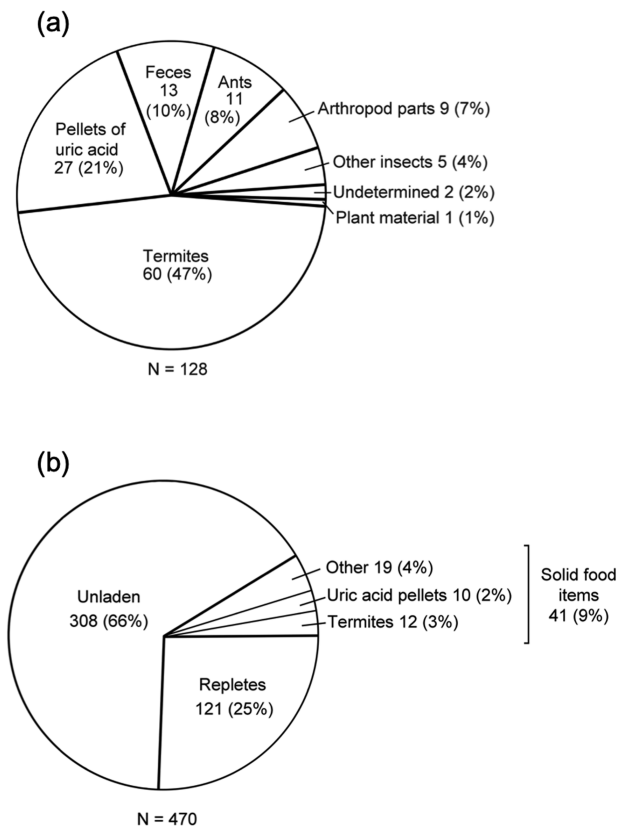 (a)
Feces
13
(10%)
Ants
11
(8%)
Arthropod parts 9 (7%)
Pellets of
uric acid
27 (21%)
Other insects 5 (4%)
Undetermined 2 (2%)
Plant material 1 (1%)
Termites
60 (47%)
N = 128
(b)
Other 19 (4%)
Uric acid pellets 10 (2%)
Termites 12 (3%)
Solid food
items
41 (9%)
Unladen
308 (66%)
Repletes
121 (25%)
N = 470